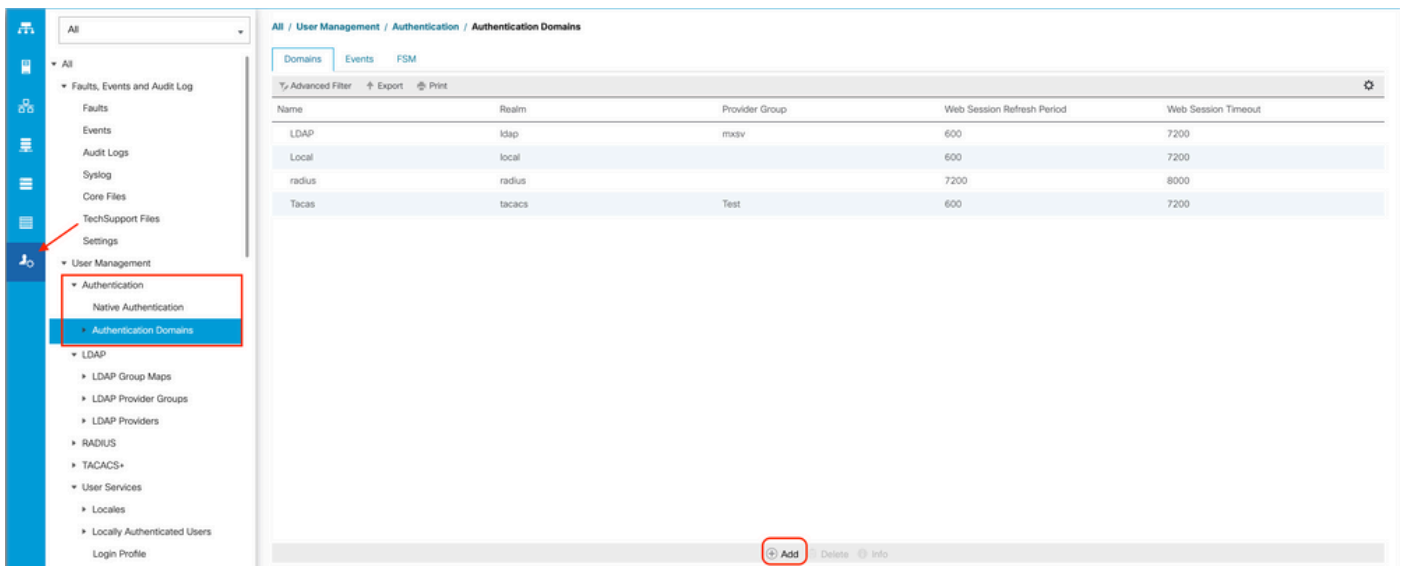 All
All
Faults, Events and Audit Log
Faults
Events
Audit Logs
Syslog
Core Files
TechSupport Files
Settings
User Management
Authentication
Native Authentication
Authentication Domains
LDAP
LDAP Group Maps
LDAP Provider Groups
LDAP Providers
RADIUS
TACACS+
User Services
Locales
Locally Authenticated Users
Login Profile
All / User Management / Authentication / Authentication Domains
Domains Events FSM
Advanced Filter Export Print
Name Realm Provider Group Web Session Refresh Period Web Session Timeout
LDAP ldap mxsv 600 7200
Local local 600 7200
radius radius 7200 8000
Tacas tacacs Test 600 7200
Add Delete Info